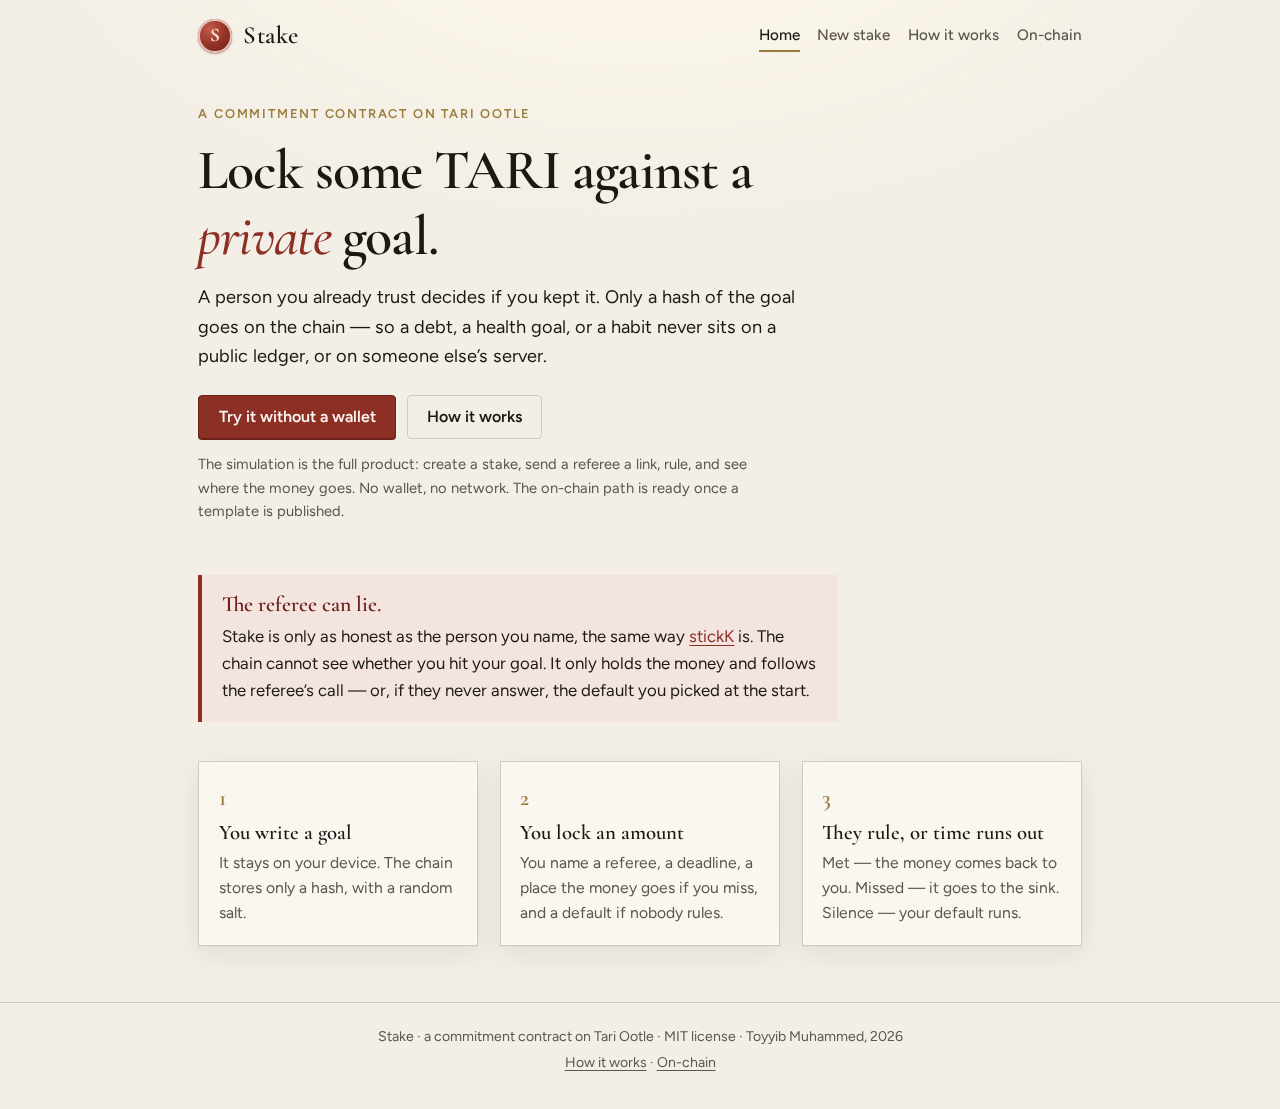 S Stake
Home New stake How it works On-chain
A COMMITMENT CONTRACT ON TARI OOTLE
Lock some TARI against a
private goal.
A person you already trust decides if you kept it. Only a hash of the goal
goes on the chain — so a debt, a health goal, or a habit never sits on a
public ledger, or on someone else’s server.
Try it without a wallet How it works
The simulation is the full product: create a stake, send a referee a link, rule, and see
where the money goes. No wallet, no network. The on-chain path is ready once a
template is published.
The referee can lie.
Stake is only as honest as the person you name, the same way stickK is. The
chain cannot see whether you hit your goal. It only holds the money and follows
the referee’s call — or, if they never answer, the default you picked at the start.
1
You write a goal
It stays on your device. The chain
stores only a hash, with a random
salt.
2
You lock an amount
You name a referee, a deadline, a
place the money goes if you miss,
and a default if nobody rules.
3
They rule, or time runs out
Met — the money comes back to
you. Missed — it goes to the sink.
Silence — your default runs.
Stake · a commitment contract on Tari Ootle · MIT license · Toyyib Muhammed, 2026
How it works · On-chain